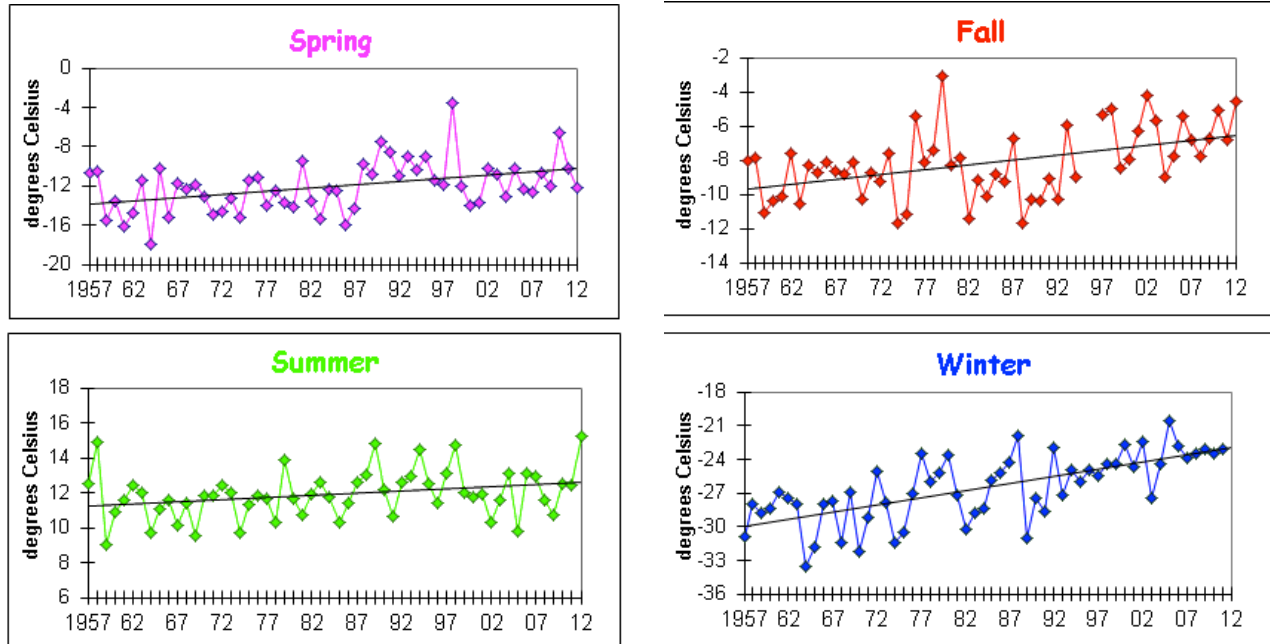 Spring
degrees Celsius
0
-4
-8
-12
-16
-20
1957 62 67 72 77 82 87 92 97 02 07 12
Fall
degrees Celsius
-2
-4
-6
-8
-10
-12
-14
1957 62 67 72 77 82 87 92 97 02 07 12
Summer
degrees Celsius
18
16
14
12
10
8
6
1957 62 67 72 77 82 87 92 97 02 07 12
Winter
degrees Celsius
-18
-21
-24
-27
-30
-33
-36
1957 62 67 72 77 82 87 92 97 02 07 12